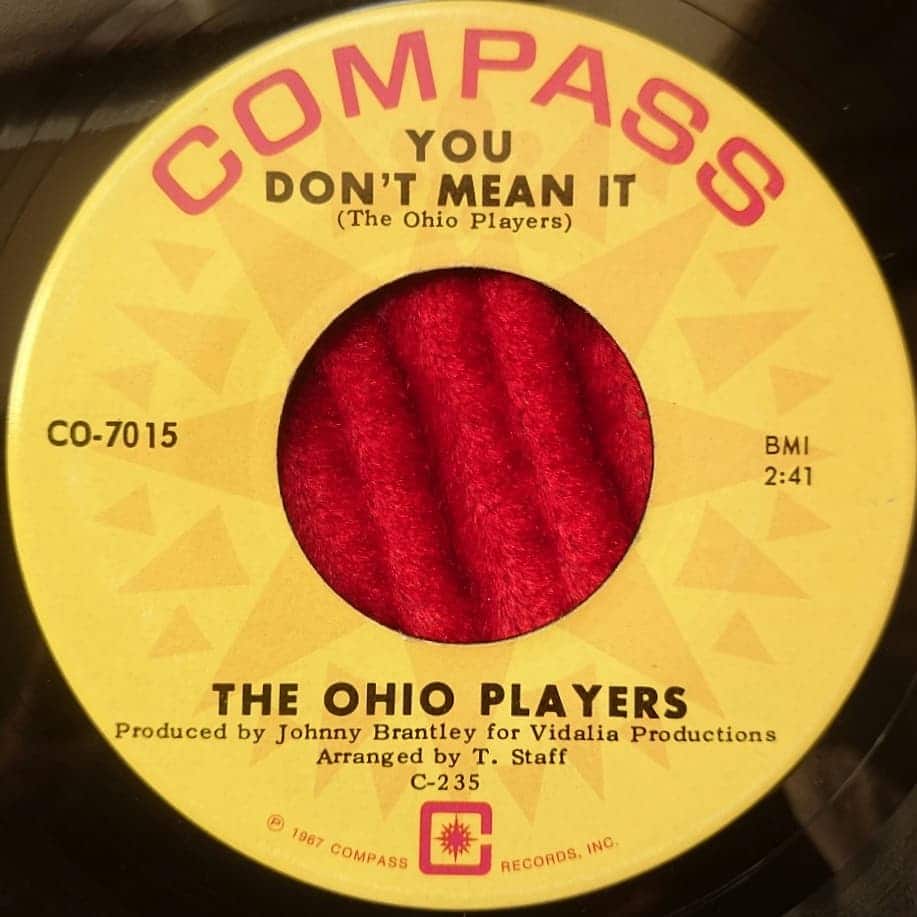 COMPASS
YOU
DON'T MEAN IT
(The Ohio Players)
CO-7015
BMI
2:41
THE OHIO PLAYERS
Produced by Johnny Brantley for Vidalia Productions
Arranged by T. Staff
C-235
Ⓟ 1967 COMPASS RECORDS, INC.